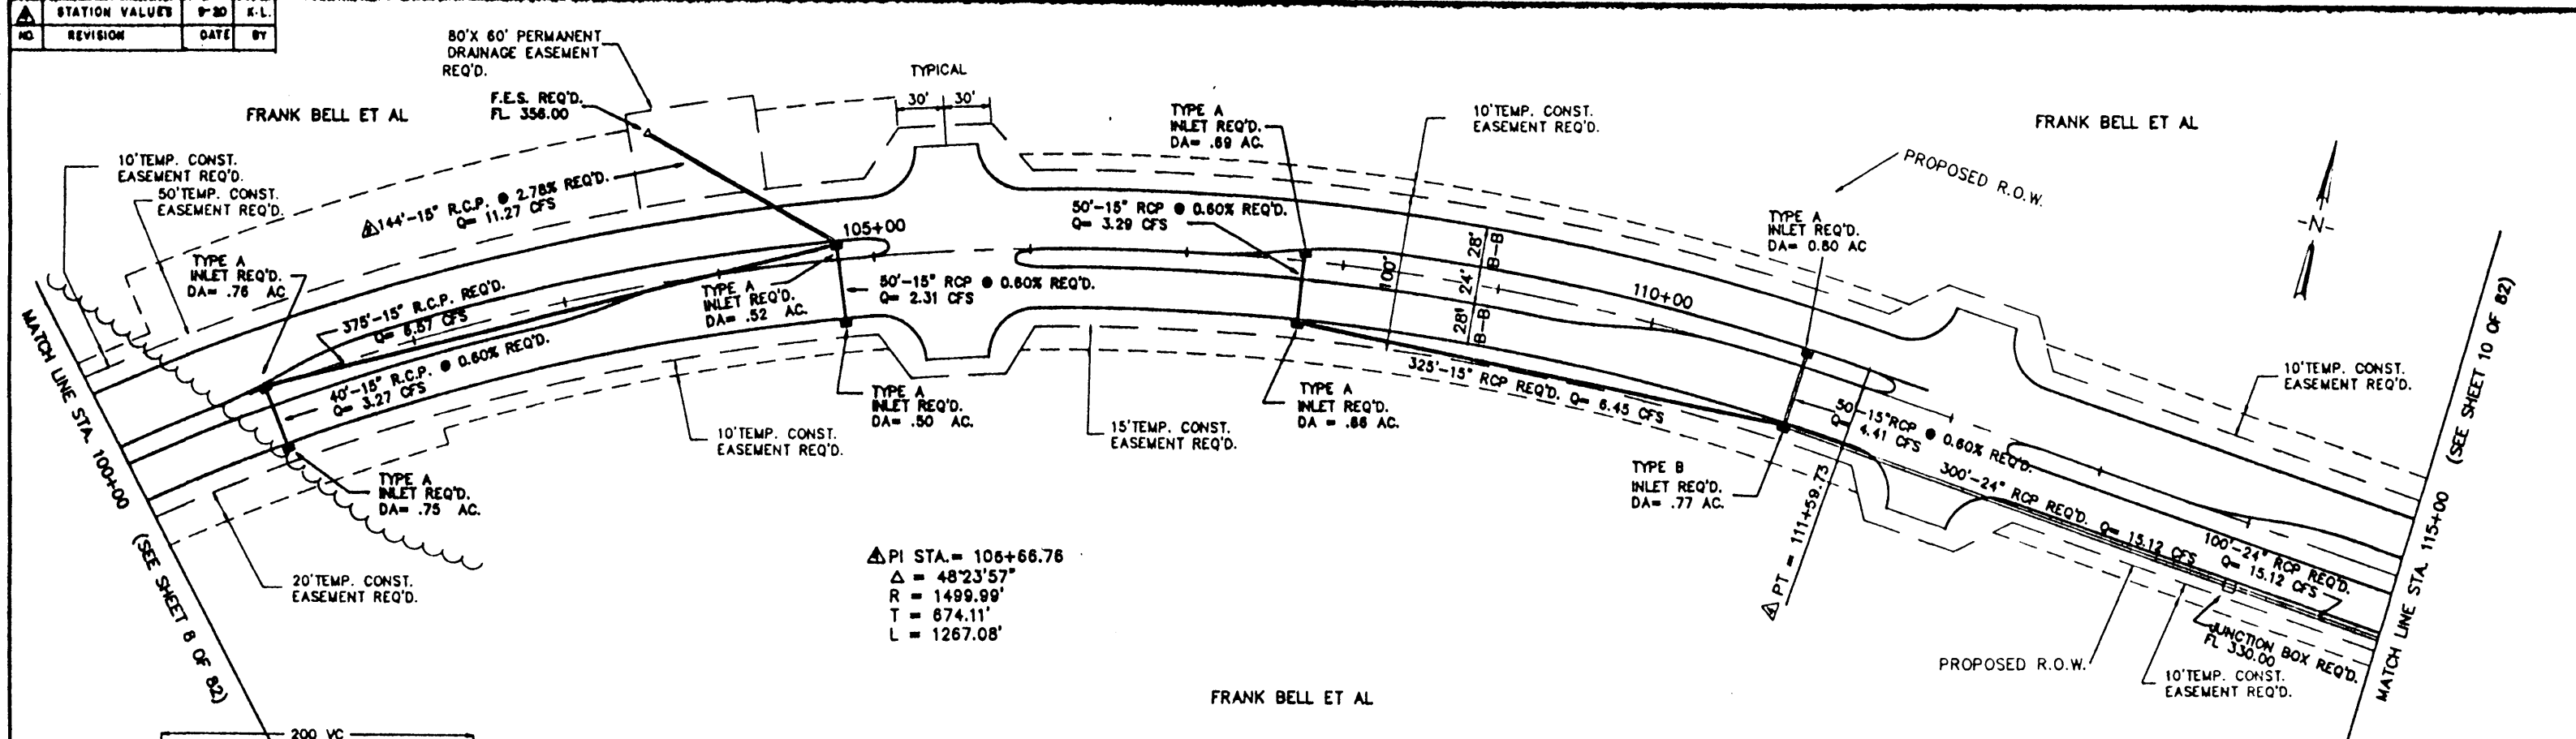 STATION VALUES 9-20 K.L.
NO. REVISION DATE BY
80'X 60' PERMANENT
DRAINAGE EASEMENT
REQ'D.
F.E.S. REQ'D.
FL 356.00
FRANK BELL ET AL
TYPICAL
30' 30'
10'TEMP. CONST.
EASEMENT REQ'D.
50'TEMP. CONST.
EASEMENT REQ'D.
144'-15" R.C.P. @ 2.78% REQ'D.
Q= 11.27 CFS
TYPE A
INLET REQ'D.
DA= .76 AC
375'-15" R.C.P. REQ'D.
Q= 6.57 CFS
40'-15" R.C.P. @ 0.60% REQ'D.
Q= 3.27 CFS
TYPE A
INLET REQ'D.
DA= .75 AC.
20'TEMP. CONST.
EASEMENT REQ'D.
MATCH LINE STA. 100+00 (SEE SHEET 8 OF 82)
200 VC
105+00
TYPE A
INLET REQ'D.
DA= .52 AC.
50'-15" RCP @ 0.60% REQ'D.
Q= 2.31 CFS
TYPE A
INLET REQ'D.
DA= .50 AC.
10'TEMP. CONST.
EASEMENT REQ'D.
15'TEMP. CONST.
EASEMENT REQ'D.
PI STA.= 106+66.76
Δ = 48°23'57"
R = 1499.99'
T = 674.11'
L = 1267.08'
TYPE A
INLET REQ'D.
DA= .69 AC.
50'-15" RCP @ 0.60% REQ'D.
Q= 3.29 CFS
10'TEMP. CONST.
EASEMENT REQ'D.
100'
28' B-B
24'
28' B-B
110+00
325'-15" RCP REQ'D. Q= 6.45 CFS
TYPE A
INLET REQ'D.
DA = .66 AC.
FRANK BELL ET AL
FRANK BELL ET AL
PROPOSED R.O.W.
TYPE A
INLET REQ'D.
DA= 0.80 AC
-N-
50'-15"RCP @ 0.60% REQ'D.
Q= 4.41 CFS
TYPE B
INLET REQ'D.
DA= .77 AC.
PT = 111+59.73
300'-24" RCP REQ'D. Q= 15.12 CFS
100'-24" RCP REQ'D.
Q= 15.12 CFS
10'TEMP. CONST.
EASEMENT REQ'D.
JUNCTION BOX REQ'D.
FL 330.00
PROPOSED R.O.W.
10'TEMP. CONST.
EASEMENT REQ'D.
MATCH LINE STA. 115+00 (SEE SHEET 10 OF 82)